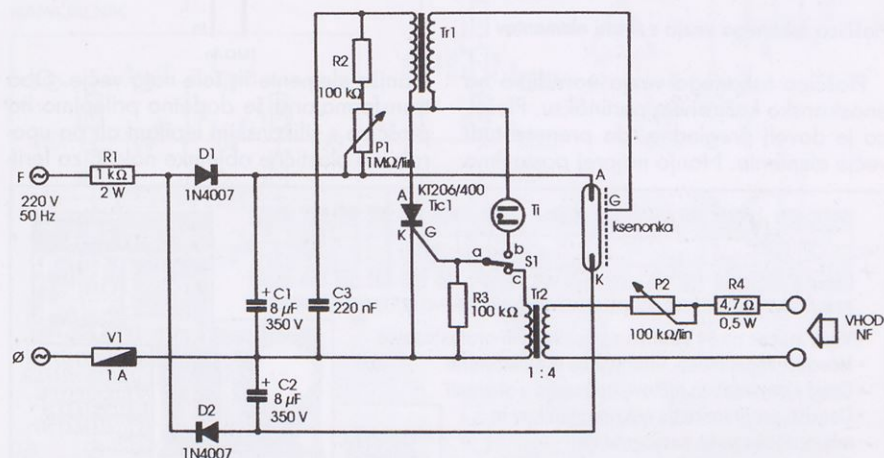 Tr1
R2
100 kΩ
P1
1MΩ/lin
F
R1
1 kΩ
2 W
D1
1N4007
220 V
50 Hz
A
KT206/400
Tic1
K
G
Ti
a
b
S1
c
A
G
ksenonka
K
+
C1
8 µF
350 V
C3
220 nF
R3
100 kΩ
Tr2
1 : 4
P2
100 kΩ/lin
R4
4,7 Ω
0,5 W
VHOD
NF
Ø
V1
1 A
+
C2
8 µF
350 V
D2
1N4007